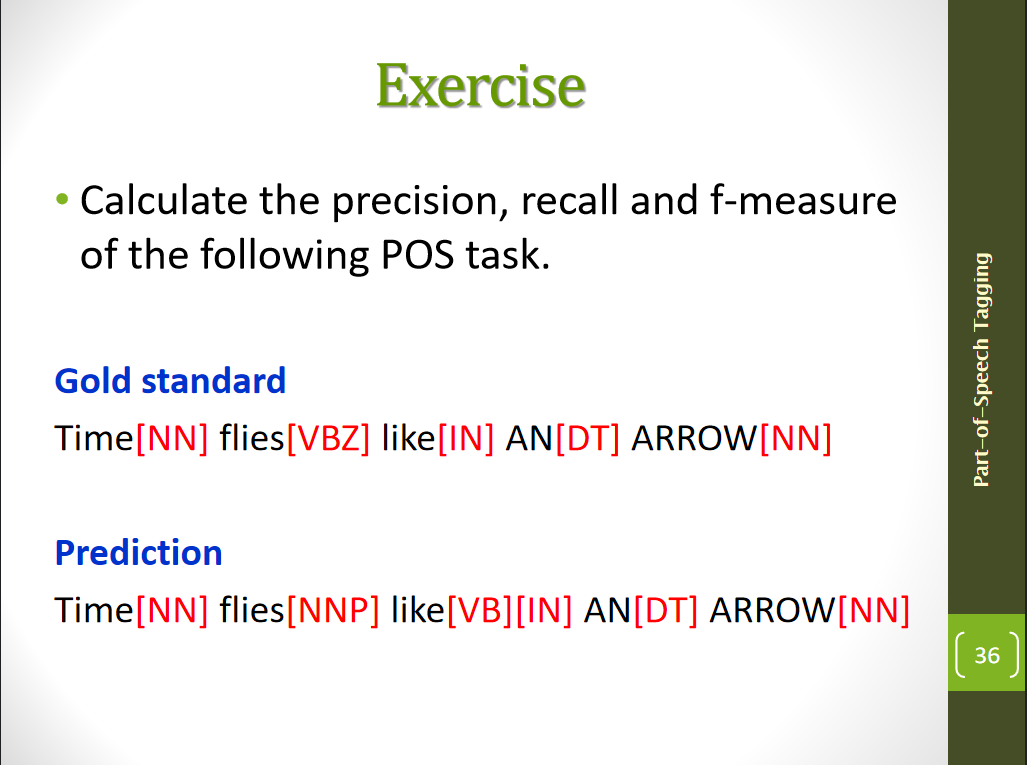 Exercise
• Calculate the precision, recall and f-measure
of the following POS task.
Gold standard
Time[NN] flies[VBZ] like[IN] AN[DT] ARROW[NN]
Prediction
Time[NN] flies[NNP] like[VB][IN] AN[DT] ARROW[NN]
Part-of-Speech Tagging
36